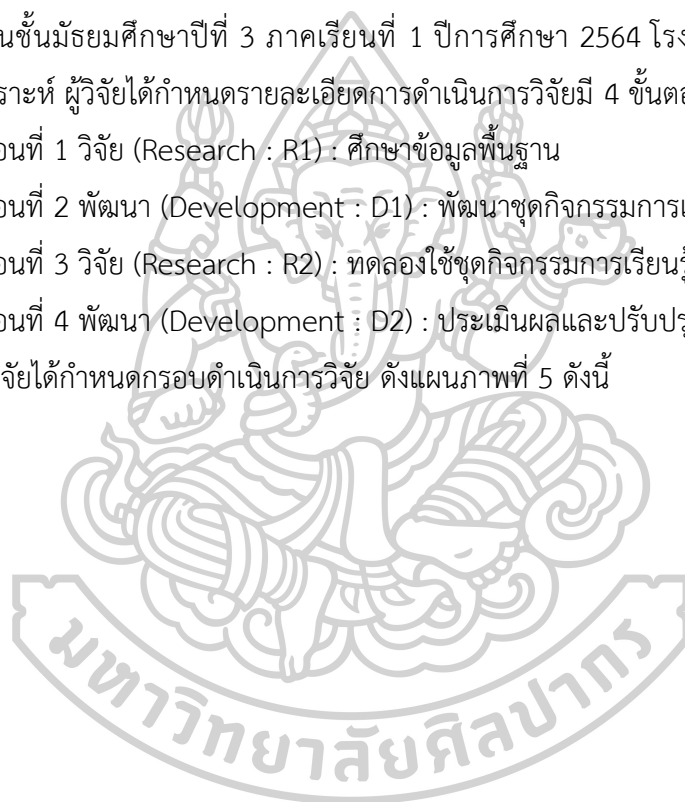 นชั้นมัธยมศึกษาปีที่ 3 ภาคเรียนที่ 1 ปีการศึกษา 2564 โรง
ราะห์ ผู้วิจัยได้กำหนดรายละเอียดการดำเนินการวิจัยมี 4 ขั้นตอ
อนที่ 1 วิจัย (Research : R1) : ศึกษาข้อมูลพื้นฐาน
อนที่ 2 พัฒนา (Development : D1) : พัฒนาชุดกิจกรรมการเ
อนที่ 3 วิจัย (Research : R2) : ทดลองใช้ชุดกิจกรรมการเรียนรู้
อนที่ 4 พัฒนา (Development : D2) : ประเมินผลและปรับปรุ
จัยได้กำหนดกรอบดำเนินการวิจัย ดังแผนภาพที่ 5 ดังนี้
มหาวิทยาลัยศิลปากร